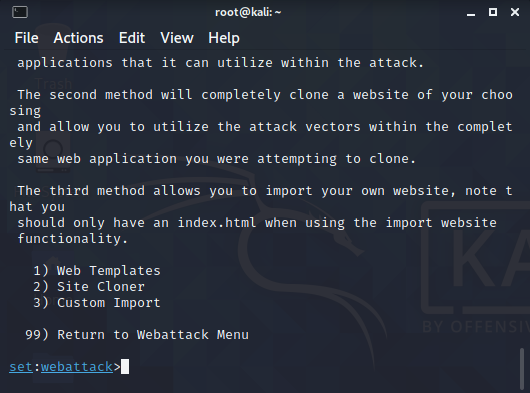 root@kali: ~
File Actions Edit View Help
applications that it can utilize within the attack.
The second method will completely clone a website of your choo
sing
and allow you to utilize the attack vectors within the complet
ely
same web application you were attempting to clone.
The third method allows you to import your own website, note t
hat you
should only have an index.html when using the import website
functionality.
1) Web Templates
2) Site Cloner
3) Custom Import
99) Return to Webattack Menu
set:webattack>
KA
BY OFFENSIV